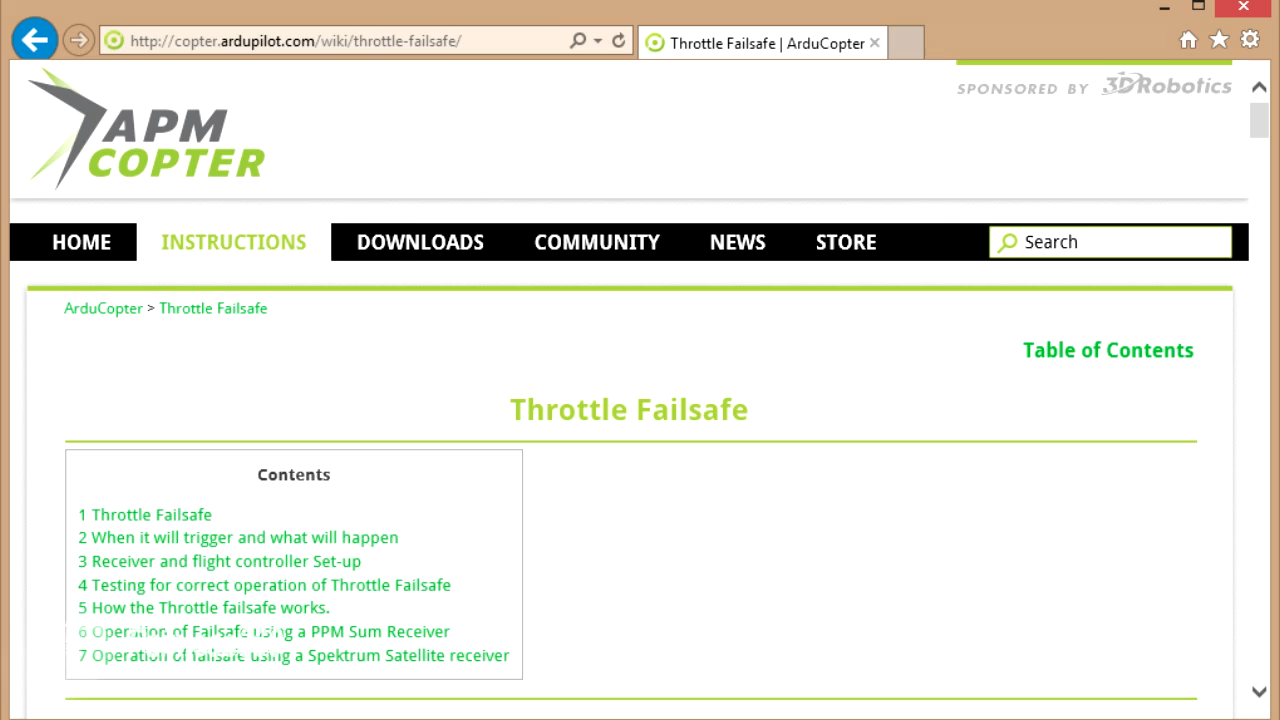 http://copter.ardupilot.com/wiki/throttle-failsafe/
Throttle Failsafe | ArduCopter
SPONSORED BY 3DRobotics
APM
COPTER
HOME INSTRUCTIONS DOWNLOADS COMMUNITY NEWS STORE Search
ArduCopter > Throttle Failsafe
Table of Contents
Throttle Failsafe
Contents
1 Throttle Failsafe
2 When it will trigger and what will happen
3 Receiver and flight controller Set-up
4 Testing for correct operation of Throttle Failsafe
5 How the Throttle failsafe works.
6 Operation of Failsafe using a PPM Sum Receiver
7 Operation of failsafe using a Spektrum Satellite receiver